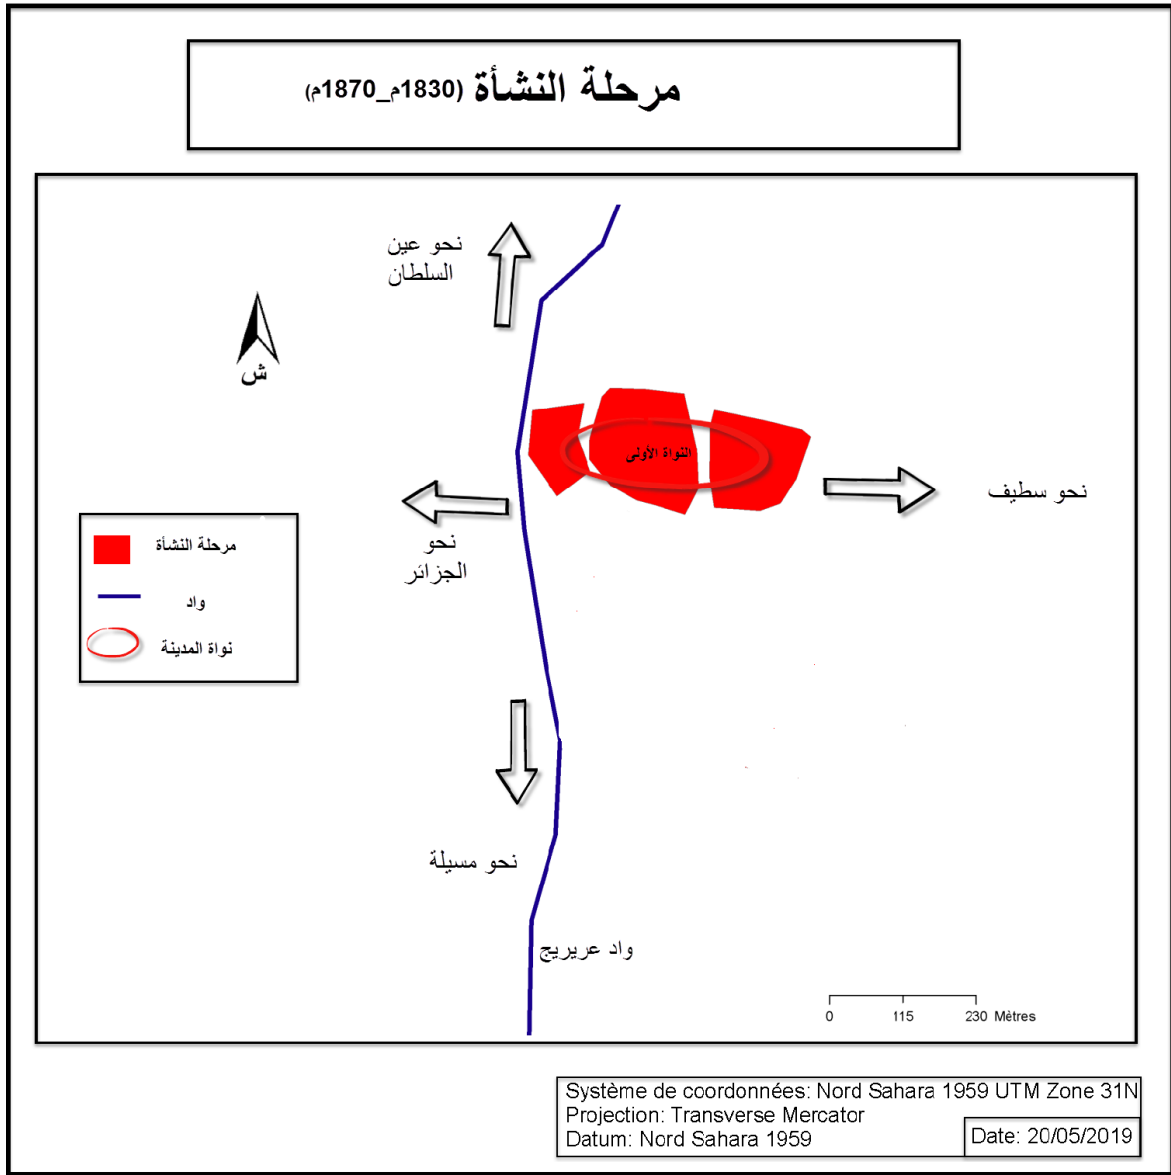 مرحلة النشأة (1830م_1870م)
نحو عين
السلطان
ش
النواة الأولى
نحو سطيف
نحو
الجزائر
مرحلة النشأة
واد
نواة المدينة
نحو مسيلة
واد عريريج
0 115 230 Mètres
Système de coordonnées: Nord Sahara 1959 UTM Zone 31N
Projection: Transverse Mercator
Datum: Nord Sahara 1959
Date: 20/05/2019